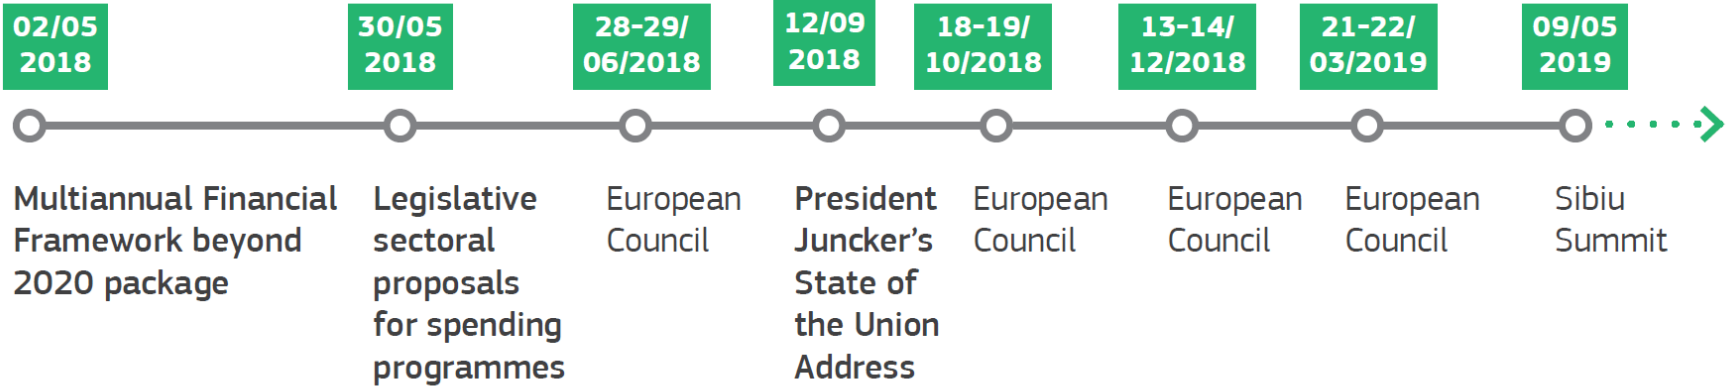 02/05
2018
30/05
2018
28-29/
06/2018
12/09
2018
18-19/
10/2018
13-14/
12/2018
21-22/
03/2019
09/05
2019
Multiannual Financial
Framework beyond
2020 package
Legislative
sectoral
proposals
for spending
programmes
European
Council
President
Juncker's
State of
the Union
Address
European
Council
European
Council
European
Council
Sibiu
Summit